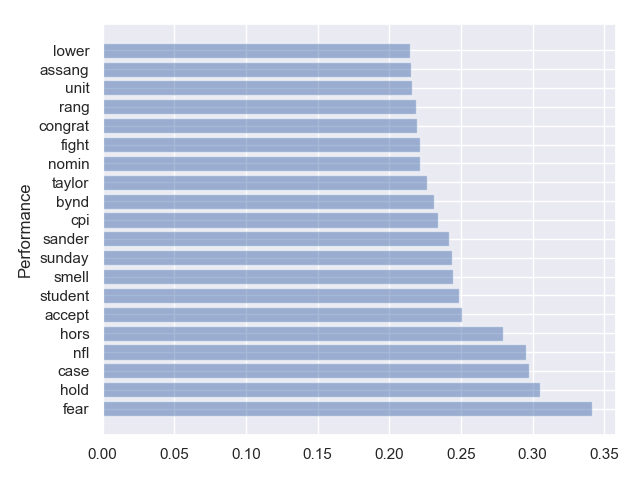 lower
assang
unit
rang
congrat
fight
nomin
taylor
bynd
cpi
sander
sunday
smell
student
accept
hors
nfl
case
hold
fear
Performance
0.00 0.05 0.10 0.15 0.20 0.25 0.30 0.35